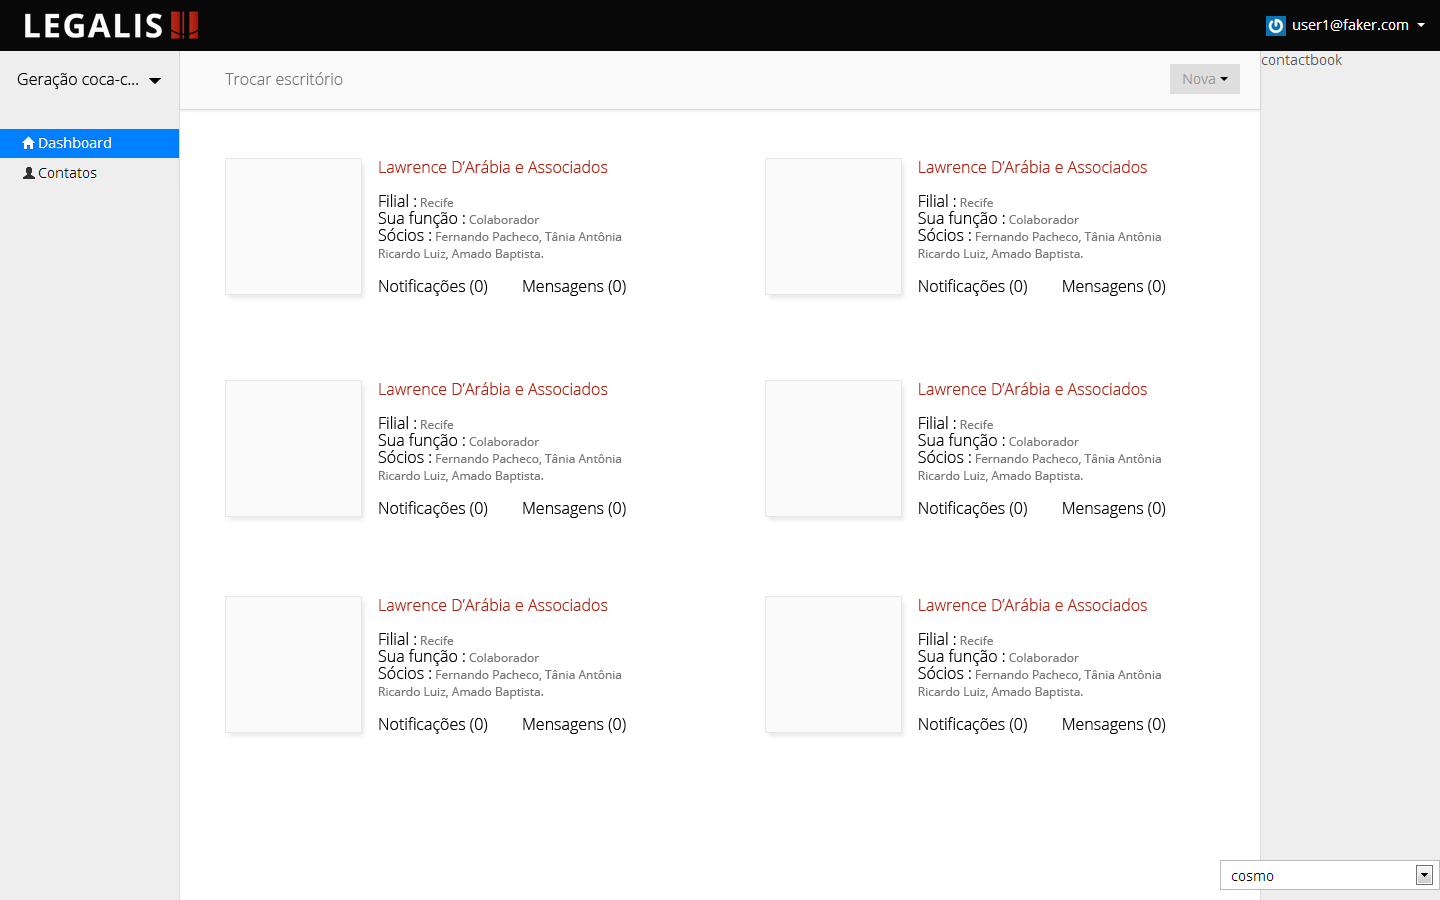 LEGALIS
user1@faker.com
Geração coca-c...
Trocar escritório
Nova
contactbook
Dashboard
Contatos
Lawrence D’Arábia e Associados
Filial : Recife
Sua função : Colaborador
Sócios : Fernando Pacheco, Tânia Antônia
Ricardo Luiz, Amado Baptista.
Notificações (0) Mensagens (0)
Lawrence D’Arábia e Associados
Filial : Recife
Sua função : Colaborador
Sócios : Fernando Pacheco, Tânia Antônia
Ricardo Luiz, Amado Baptista.
Notificações (0) Mensagens (0)
Lawrence D’Arábia e Associados
Filial : Recife
Sua função : Colaborador
Sócios : Fernando Pacheco, Tânia Antônia
Ricardo Luiz, Amado Baptista.
Notificações (0) Mensagens (0)
Lawrence D’Arábia e Associados
Filial : Recife
Sua função : Colaborador
Sócios : Fernando Pacheco, Tânia Antônia
Ricardo Luiz, Amado Baptista.
Notificações (0) Mensagens (0)
Lawrence D’Arábia e Associados
Filial : Recife
Sua função : Colaborador
Sócios : Fernando Pacheco, Tânia Antônia
Ricardo Luiz, Amado Baptista.
Notificações (0) Mensagens (0)
Lawrence D’Arábia e Associados
Filial : Recife
Sua função : Colaborador
Sócios : Fernando Pacheco, Tânia Antônia
Ricardo Luiz, Amado Baptista.
Notificações (0) Mensagens (0)
cosmo